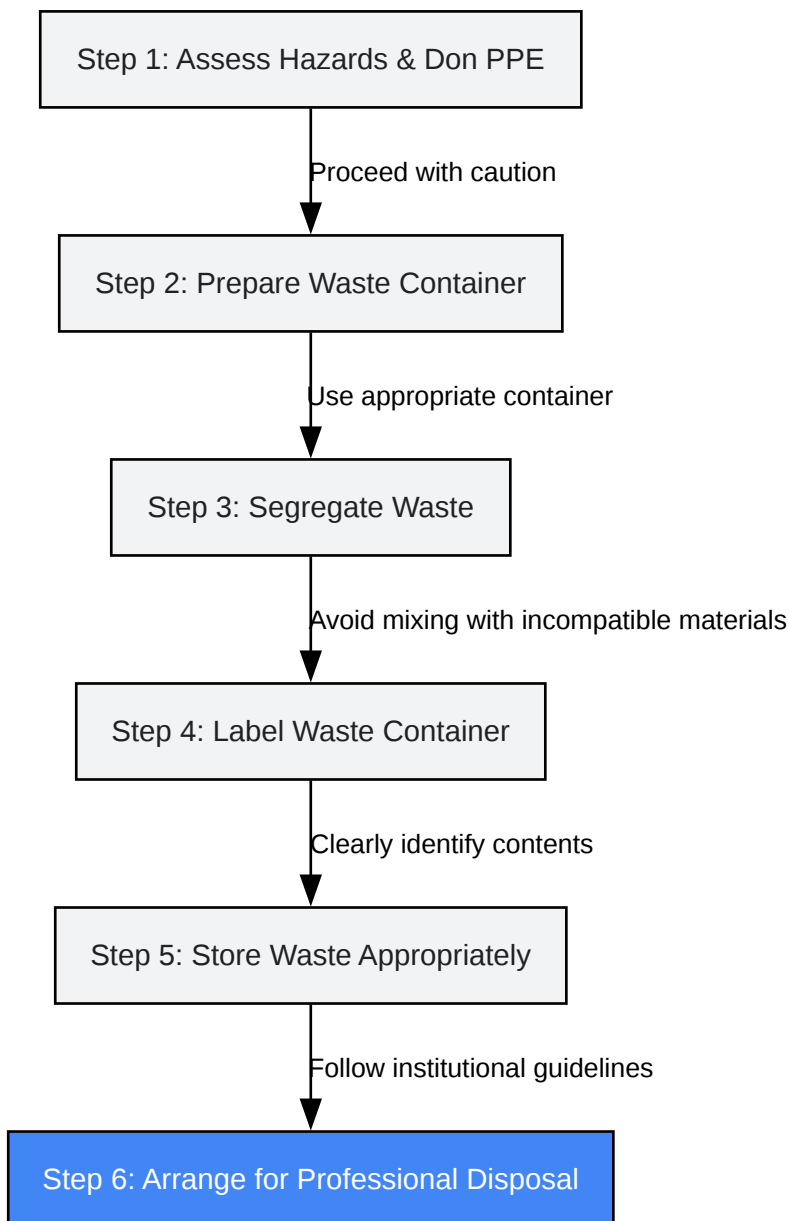 Step 1: Assess Hazards & Don PPE
Proceed with caution
Step 2: Prepare Waste Container
Use appropriate container
Step 3: Segregate Waste
Avoid mixing with incompatible materials
Step 4: Label Waste Container
Clearly identify contents
Step 5: Store Waste Appropriately
Follow institutional guidelines
Step 6: Arrange for Professional Disposal